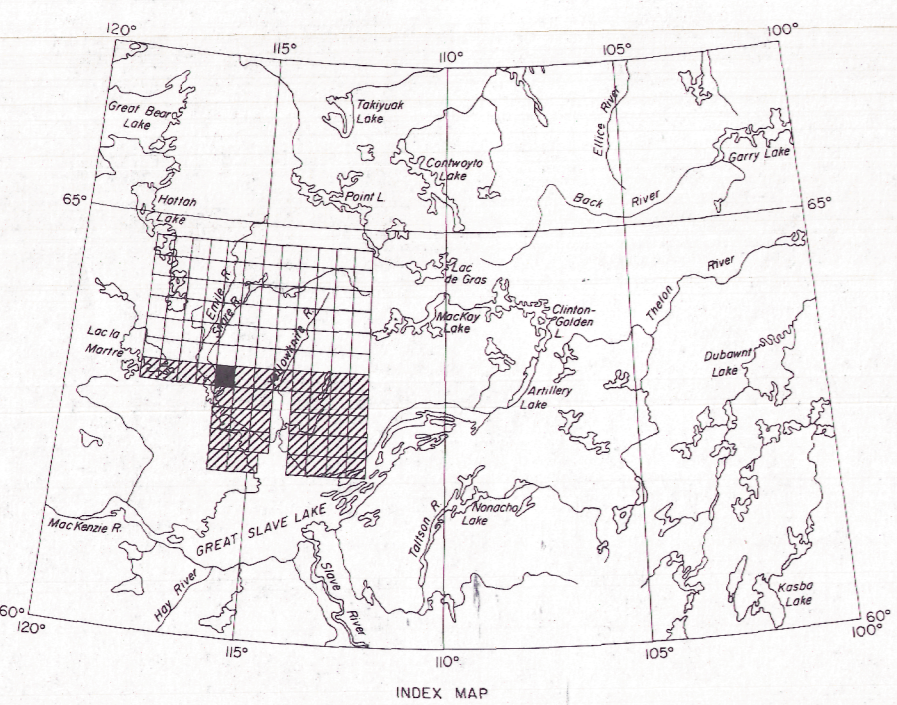 120°
115°
110°
105°
100°
Great Bear
Lake
Takiyuak
Lake
Ellice River
Garry Lake
Contwoyto
Lake
Point L.
Back River
65°
65°
Hottah
Lake
Lac
de Gras
Thelon River
Emile R.
Snare R.
Yellowknife R.
MacKay
Lake
Clinton-
Golden
L.
Lac la
Martre
Dubawnt
Lake
Artillery
Lake
MacKenzie R.
GREAT SLAVE LAKE
Taltson R.
Nonacho
Lake
Hay River
Slave River
Kasba
Lake
60°
120°
115°
110°
105°
60°
100°
INDEX MAP